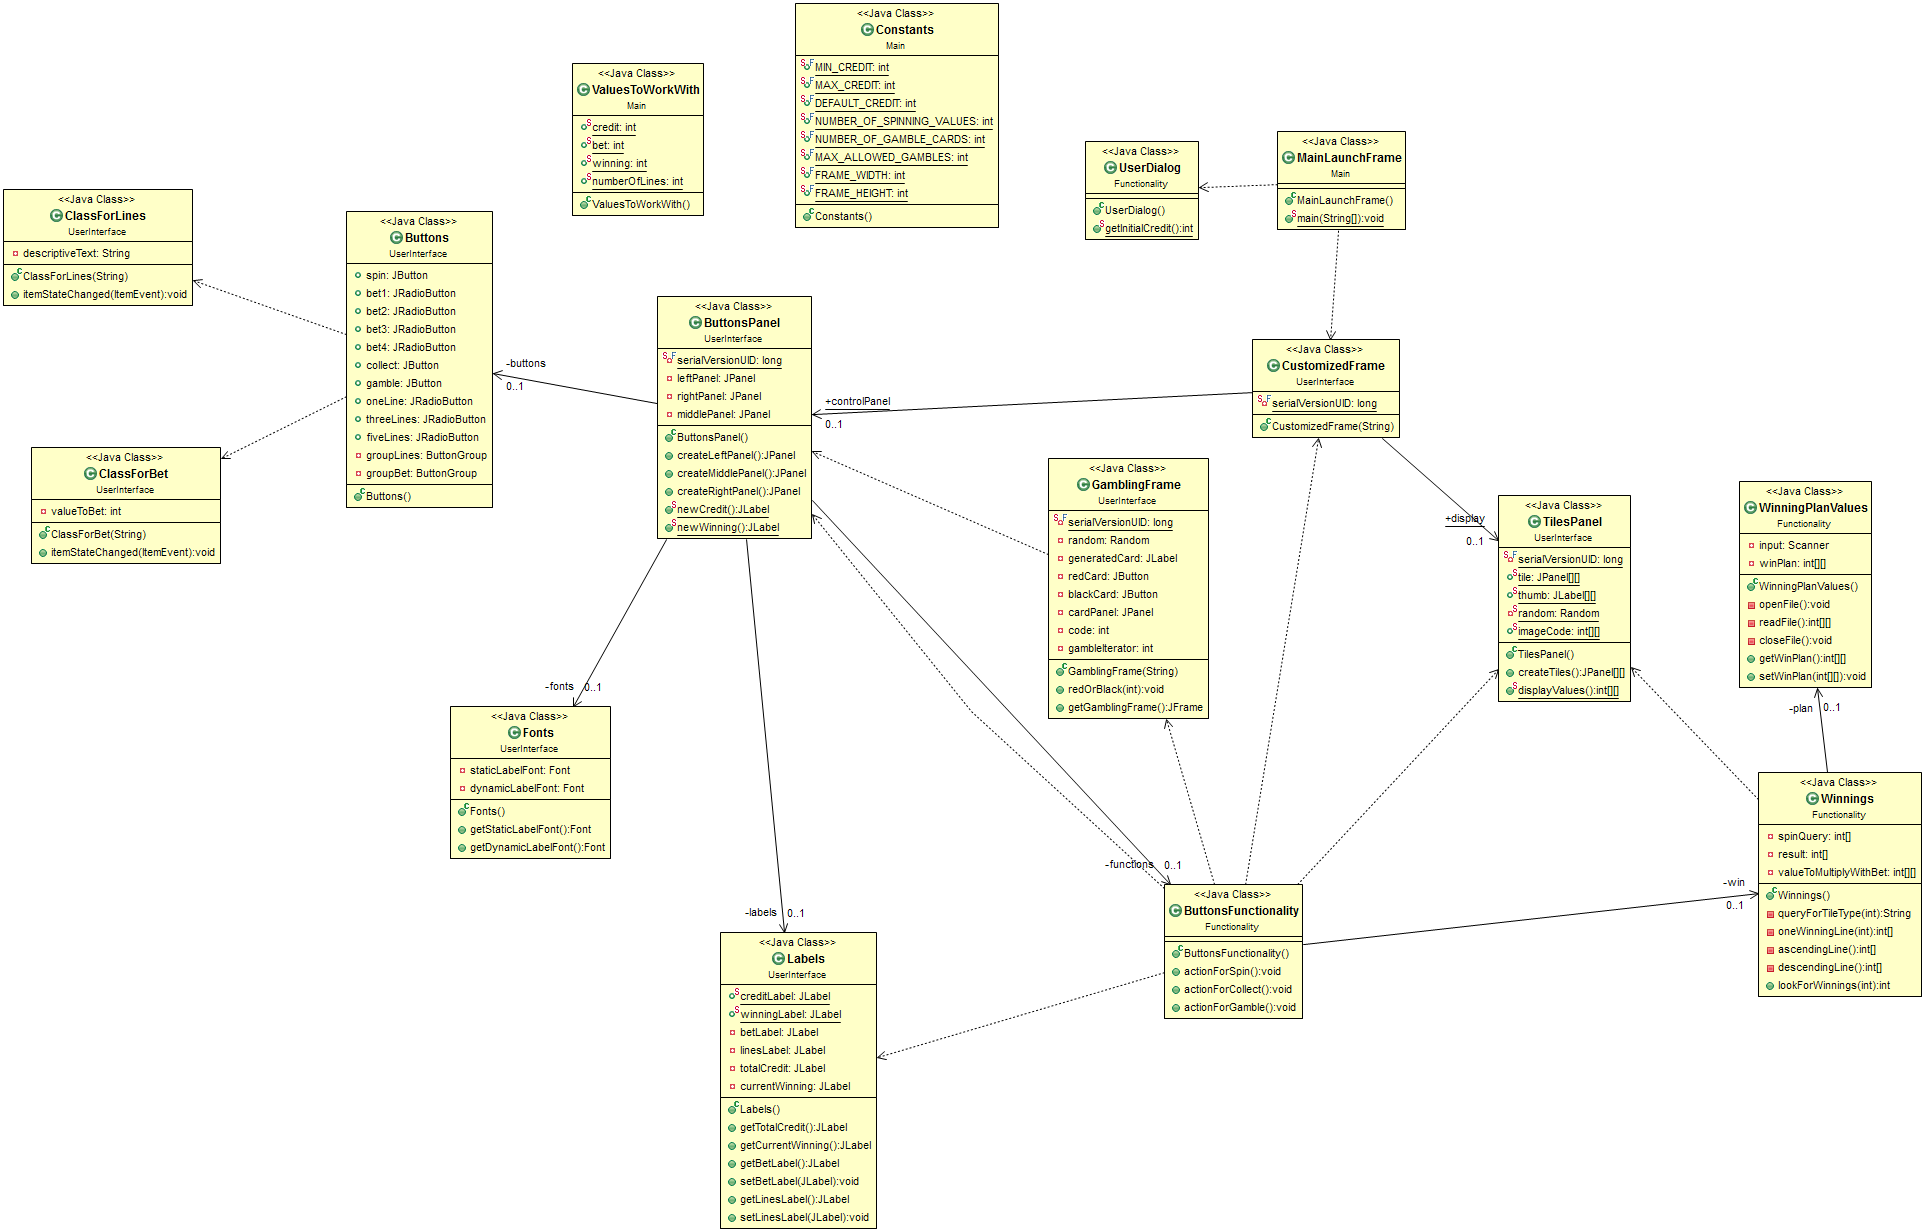 <<Java Class>>
Constants
Main
MIN_CREDIT: int
MAX_CREDIT: int
DEFAULT_CREDIT: int
NUMBER_OF_SPINNING_VALUES: int
NUMBER_OF_GAMBLE_CARDS: int
MAX_ALLOWED_GAMBLES: int
FRAME_WIDTH: int
FRAME_HEIGHT: int
Constants()
<<Java Class>>
ValuesToWorkWith
Main
credit: int
bet: int
winning: int
numberOfLines: int
ValuesToWorkWith()
<<Java Class>>
UserDialog
Functionality
UserDialog()
getInitialCredit():int
<<Java Class>>
MainLaunchFrame
Main
MainLaunchFrame()
main(String[]):void
<<Java Class>>
ClassForLines
UserInterface
descriptiveText: String
ClassForLines(String)
itemStateChanged(ItemEvent):void
<<Java Class>>
Buttons
UserInterface
spin: JButton
bet1: JRadioButton
bet2: JRadioButton
bet3: JRadioButton
bet4: JRadioButton
collect: JButton
gamble: JButton
oneLine: JRadioButton
threeLines: JRadioButton
fiveLines: JRadioButton
groupLines: ButtonGroup
groupBet: ButtonGroup
Buttons()
-buttons
0..1
<<Java Class>>
ButtonsPanel
UserInterface
serialVersionUID: long
leftPanel: JPanel
rightPanel: JPanel
middlePanel: JPanel
ButtonsPanel()
createLeftPanel():JPanel
createMiddlePanel():JPanel
createRightPanel():JPanel
newCredit():JLabel
newWinning():JLabel
+controlPanel
0..1
<<Java Class>>
CustomizedFrame
UserInterface
serialVersionUID: long
CustomizedFrame(String)
<<Java Class>>
ClassForBet
UserInterface
valueToBet: int
ClassForBet(String)
itemStateChanged(ItemEvent):void
<<Java Class>>
GamblingFrame
UserInterface
serialVersionUID: long
random: Random
generatedCard: JLabel
redCard: JButton
blackCard: JButton
cardPanel: JPanel
code: int
gambleIterator: int
GamblingFrame(String)
redOrBlack(int):void
getGamblingFrame():JFrame
+display
0..1
<<Java Class>>
TilesPanel
UserInterface
serialVersionUID: long
tile: JPanel[][]
thumb: JLabel[][]
random: Random
imageCode: int[][]
TilesPanel()
createTiles():JPanel[][]
displayValues():int[][]
<<Java Class>>
WinningPlanValues
Functionality
input: Scanner
winPlan: int[][]
WinningPlanValues()
openFile():void
readFile():int[][]
closeFile():void
getWinPlan():int[][]
setWinPlan(int[][]):void
-plan
0..1
-fonts
0..1
<<Java Class>>
Fonts
UserInterface
staticLabelFont: Font
dynamicLabelFont: Font
Fonts()
getStaticLabelFont():Font
getDynamicLabelFont():Font
-labels
0..1
<<Java Class>>
Labels
UserInterface
creditLabel: JLabel
winningLabel: JLabel
betLabel: JLabel
linesLabel: JLabel
totalCredit: JLabel
currentWinning: JLabel
Labels()
getTotalCredit():JLabel
getCurrentWinning():JLabel
getBetLabel():JLabel
setBetLabel(JLabel):void
getLinesLabel():JLabel
setLinesLabel(JLabel):void
-functions
0..1
<<Java Class>>
ButtonsFunctionality
Functionality
ButtonsFunctionality()
actionForSpin():void
actionForCollect():void
actionForGamble():void
-win
0..1
<<Java Class>>
Winnings
Functionality
spinQuery: int[]
result: int[]
valueToMultiplyWithBet: int[][]
Winnings()
queryForTileType(int):String
oneWinningLine(int):int[]
ascendingLine():int[]
descendingLine():int[]
lookForWinnings(int):int